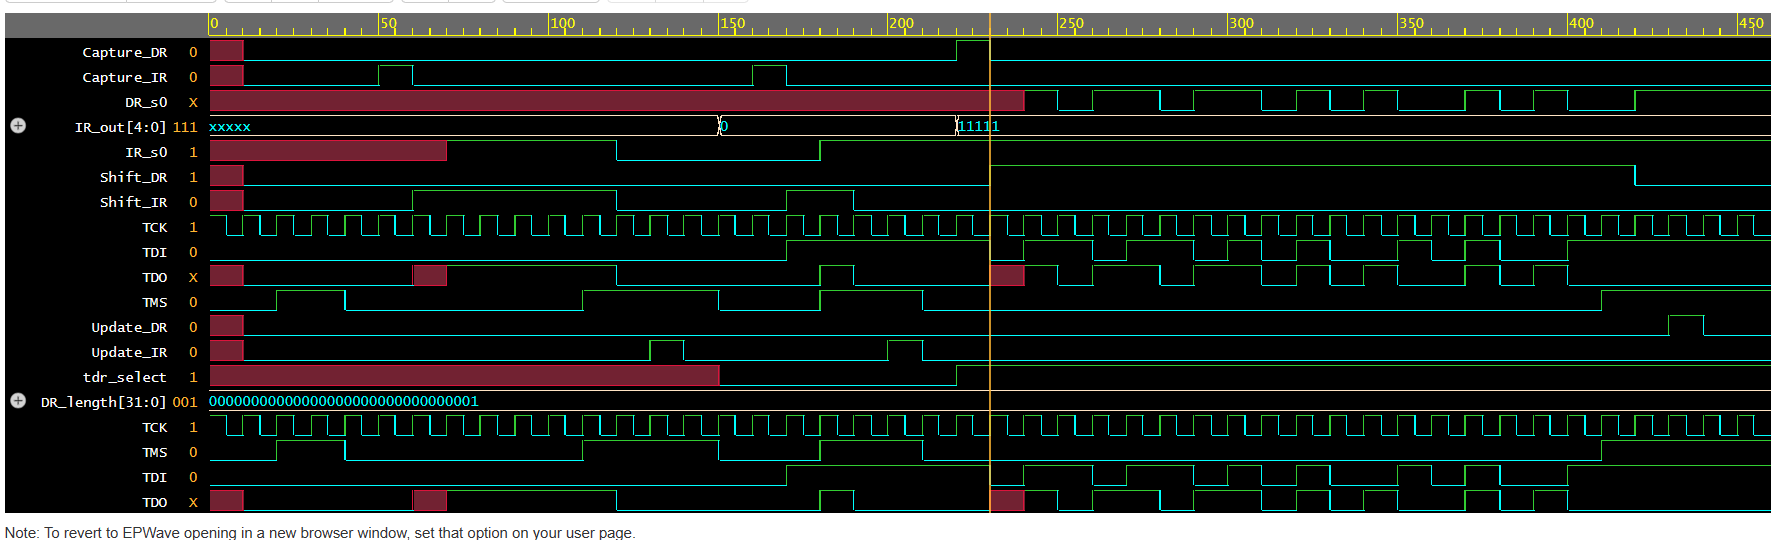 0 50 100 150 200 250 300 350 400 450
Capture_DR 0
Capture_IR 0
DR_s0 X
IR_out[4:0] 111 xxxxx 0 11111
IR_s0 1
Shift_DR 1
Shift_IR 0
TCK 1
TDI 0
TDO X
TMS 0
Update_DR 0
Update_IR 0
tdr_select 1
DR_length[31:0] 001 00000000000000000000000000000001
TCK 1
TMS 0
TDI 0
TDO X
Note: To revert to EPWave opening in a new browser window, set that option on your user page.